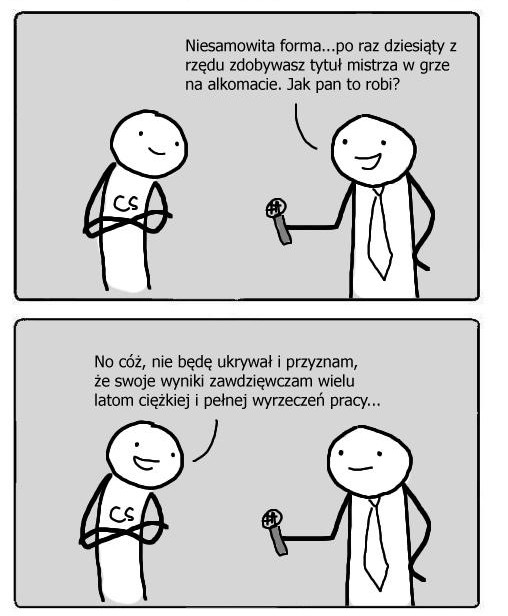 Niesamowita forma...po raz dziesiąty z
rzędu zdobywasz tytuł mistrza w grze
na alkomacie. Jak pan to robi?
CS
No cóż, nie będę ukrywał i przyznam,
że swoje wyniki zawdzięwczam wielu
latom ciężkiej i pełnej wyrzeczeń pracy...
CS